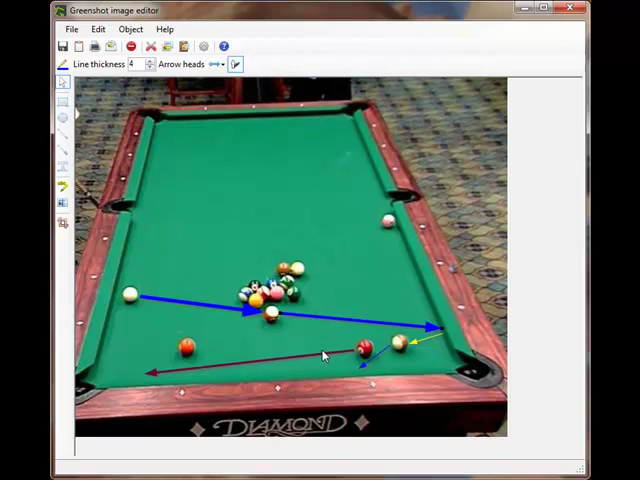 Greenshot image editor
File Edit Object Help
Line thickness 4 Arrow heads
DIAMOND